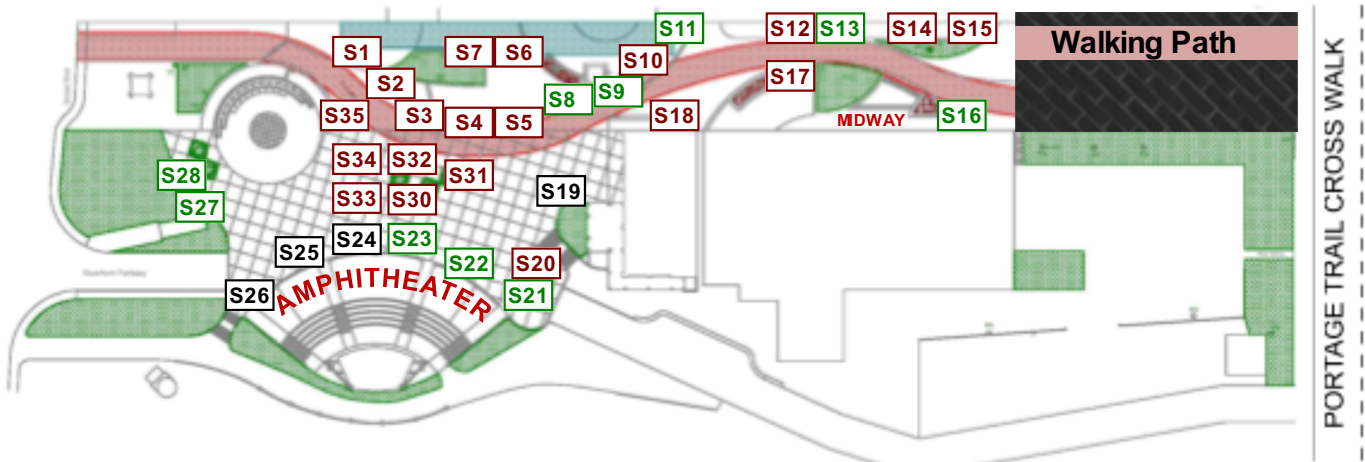 S11
S12
S13
S14
S15
Walking Path
S1
S7
S6
S10
S2
S17
S8
S9
S35
S3
S4
S5
S18
MIDWAY
S16
S34
S32
S28
S31
S19
S33
S30
S27
S25
S24
S23
S22
S20
S26
AMPHITHEATER
S21
PORTAGE TRAIL CROSS WALK